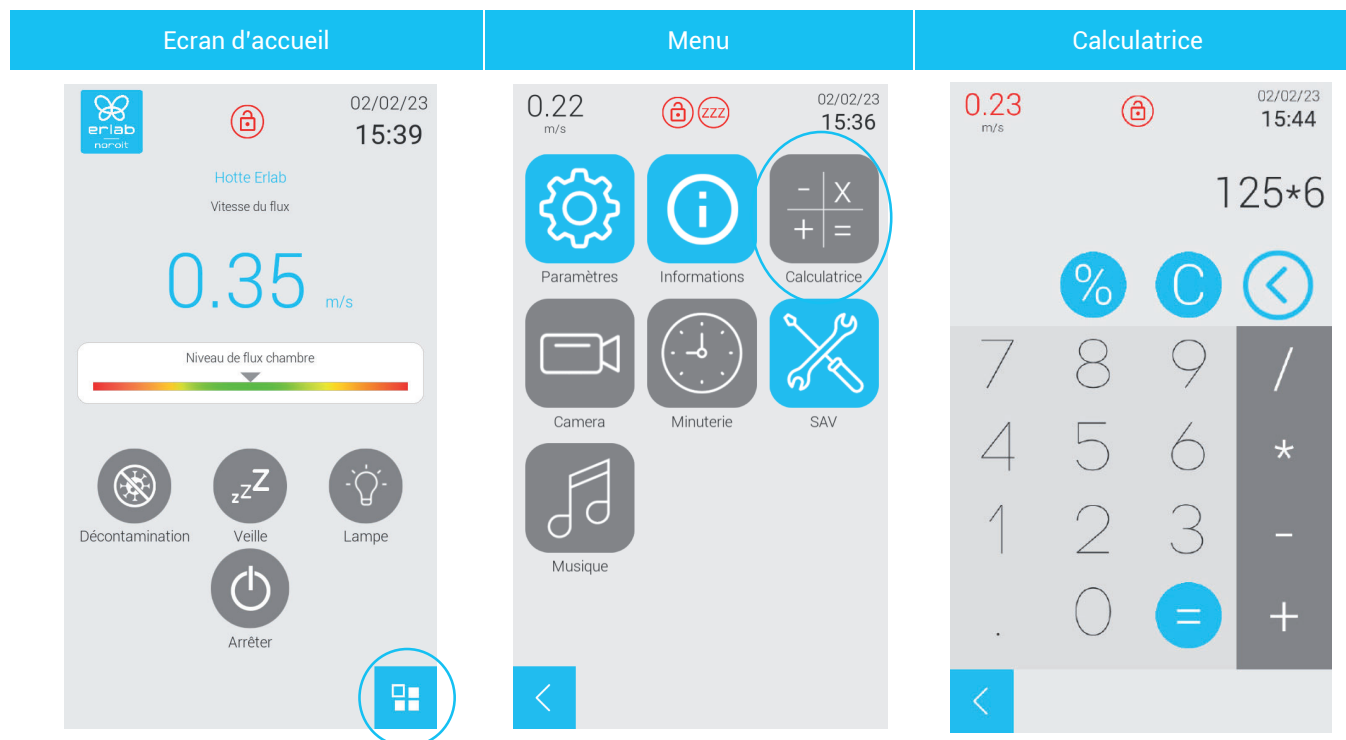 Ecran d'accueil
Menu
Calculatrice
erlab
noroit
02/02/23
15:39
Hotte Erlab
Vitesse du flux
0.35 m/s
Niveau de flux chambre
zzZ
Décontamination Veille Lampe
Arrêter
0.22
m/s
ZZZ
02/02/23
15:36
- X
+ =
i
Paramètres Informations Calculatrice
Camera Minuterie SAV
Musique
0.23
m/s
02/02/23
15:44
125*6
% C
7 8 9 /
4 5 6 *
1 2 3 -
. 0 = +